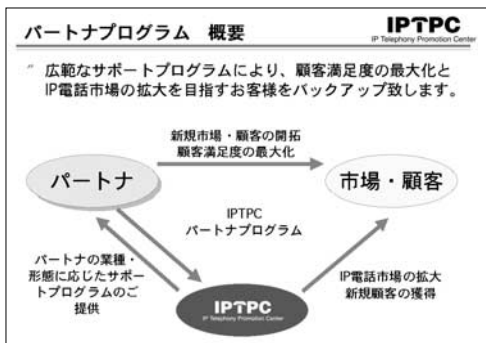 パートナプログラム 概要
IPTPC
IP Telephony Promotion Center
広範なサポートプログラムにより、顧客満足度の最大化と
IP電話市場の拡大を目指すお客様をバックアップ致します。
新規市場・顧客の開拓
顧客満足度の最大化
パートナ
市場・顧客
IPTPC
パートナプログラム
パートナの業種・
形態に応じたサポー
トプログラムのご
提供
IP電話市場の拡大
新規顧客の獲得
IPTPC
IP Telephony Promotion Center